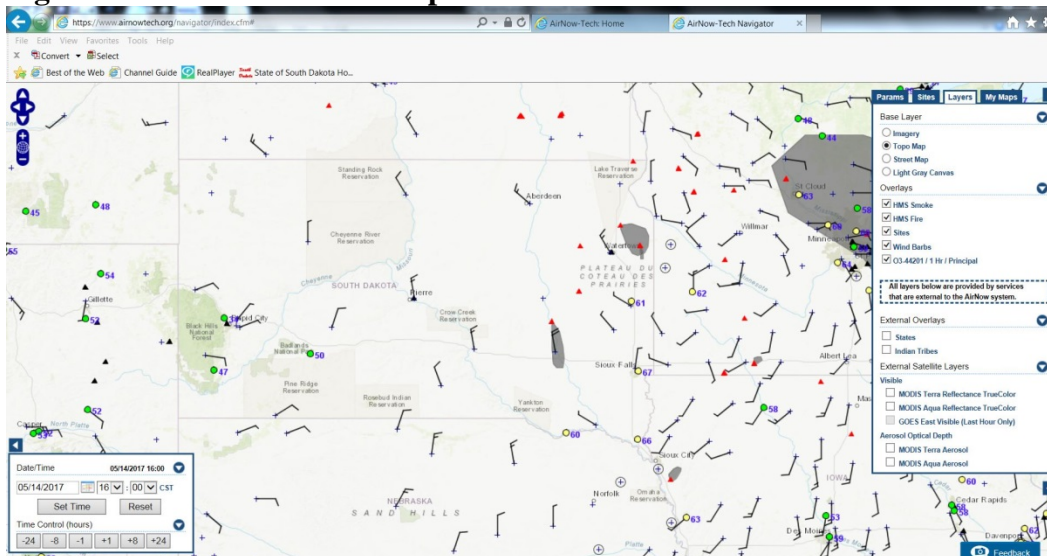 https://www.airnowtech.org/navigator/index.cfm#
AirNow-Tech: Home
AirNow-Tech Navigator
File Edit View Favorites Tools Help
x Convert Select
Best of the Web Channel Guide RealPlayer State of South Dakota Ho...
Params Sites Layers My Maps
Base Layer
Imagery
Topo Map
Street Map
Light Gray Canvas
Overlays
HMS Smoke
HMS Fire
Sites
Wind Barbs
O3-44201 / 1 Hr / Principal
All layers below are provided by services
that are external to the AirNow system.
External Overlays
States
Indian Tribes
External Satellite Layers
Visible
MODIS Terra Reflectance TrueColor
MODIS Aqua Reflectance TrueColor
GOES East Visible (Last Hour Only)
Aerosol Optical Depth
MODIS Terra Aerosol
MODIS Aqua Aerosol
Feedback
48
44
Standing Rock
Reservation
Lake Traverse
Reservation
St Cloud
63
Aberdeen
45
48
58
Willmar
Cheyenne River
Reservation
PLATEAU DU
COTEAU DES
PRAIRIES
54
Cheyenne
SOUTH DAKOTA
Pierre
Minnesota
62
61
Gillette
Rapid City
Crow Creek
Reservation
Black Hills
National
Forest
Badlands
50
Albert Lea
47
Sioux Falls
67
Pine Ridge
Reservation
Rosebud Indian
Reservation
Yankton
Reservation
52
58
Casper
North Platte
60
66
Sioux City
IOWA
60
NEBRASKA
SAND HILLS
Norfolk
Omaha
Reservation
Cedar Rapids
58
63
53
Des Moines
59
Davenport
62
Platte
Date/Time 05/14/2017 16:00
05/14/2017 16 : 00 CST
Set Time Reset
Time Control (hours)
-24 -8 -1 +1 +8 +24